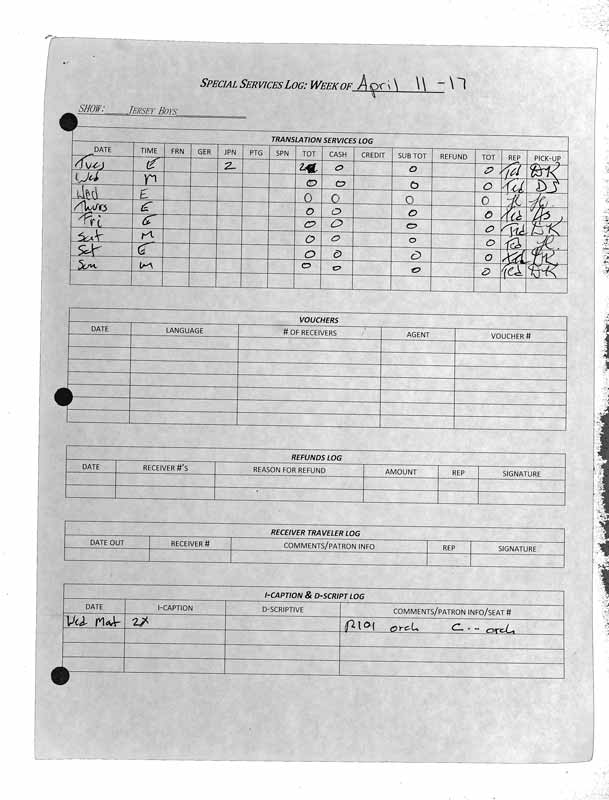 SPECIAL SERVICES LOG: WEEK OF April 11-17
SHOW: JERSEY BOYS
TRANSLATION SERVICES LOG
DATE TIME FRN GER JPN PTG SPN TOT CASH CREDIT SUB TOT REFUND TOT REP PICK-UP
Tues E 2 2 0 0 0 Ted DK
Wed M 0 0 0 0 Ted DS
Wed E 0 0 0 0
Thurs E 0 0 0 0 Ted
Fri E 0 0 0 0 Ted DK
Sat M 0 0 0 0 Ted
Sat E 0 0 0 0 Ted DK
Sun M 0 0 0 0 Ted DK
VOUCHERS
DATE LANGUAGE # OF RECEIVERS AGENT VOUCHER #
REFUNDS LOG
DATE RECEIVER #'S REASON FOR REFUND AMOUNT REP SIGNATURE
RECEIVER TRAVELER LOG
DATE OUT RECEIVER # COMMENTS/PATRON INFO REP SIGNATURE
I-CAPTION & D-SCRIPT LOG
DATE I-CAPTION D-SCRIPTIVE COMMENTS/PATRON INFO/SEAT #
Wed Mat 2X R101 orch C-- orch